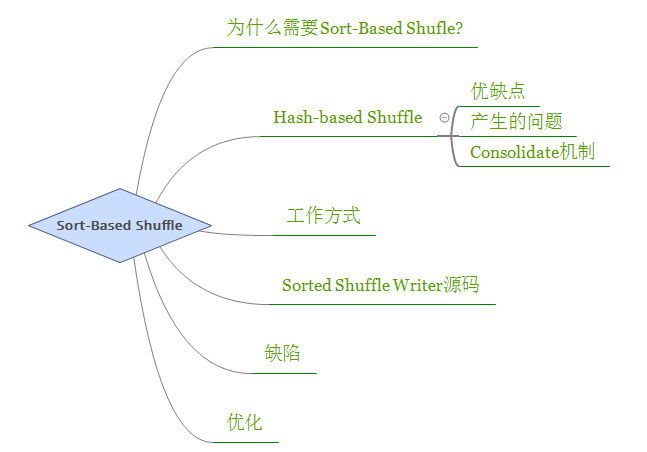 为什么需要Sort-Based Shufle?
Hash-based Shuffle
优缺点
产生的问题
Consolidate机制
Sort-Based Shuffle
工作方式
Sorted Shuffle Writer源码
缺陷
优化